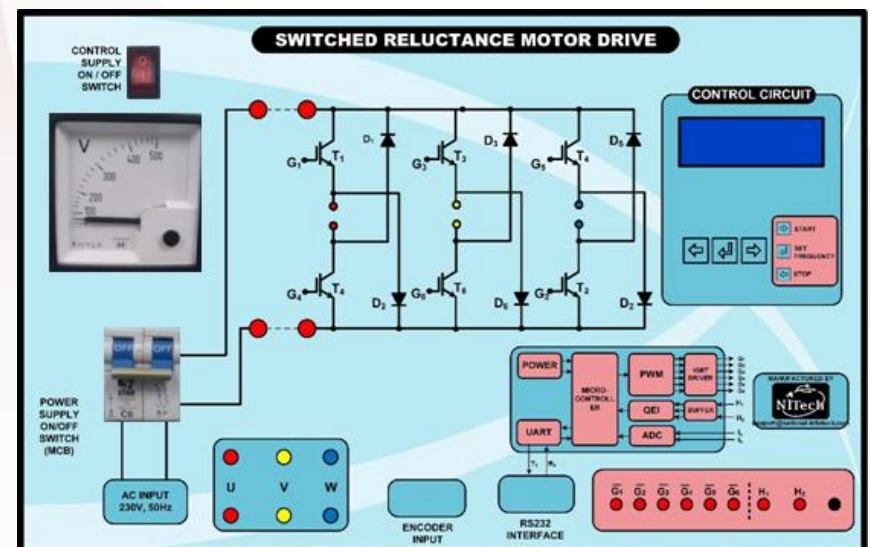 SWITCHED RELUCTANCE MOTOR DRIVE
CONTROL
SUPPLY
ON / OFF
SWITCH
V
100
200
300
400
500
G1
T1
D1
G3
T3
D3
G5
T4
D5
G4
T4
D2
G6
T6
D6
G2
T2
D2
CONTROL CIRCUIT
START
SET
FREQUENCY
STOP
OFF
OFF
C6
POWER
SUPPLY
ON/OFF
SWITCH
(MCB)
AC INPUT
230V, 50Hz
U V W
ENCODER
INPUT
POWER
MICRO-
CONTROLL
ER
PWM
IGBT
DRIVER
QEI
BUFFER
UART
ADC
RS232
INTERFACE
MANUFACTURED BY
NITech
G1 G2 G3 G4 G5 G6 H1 H2